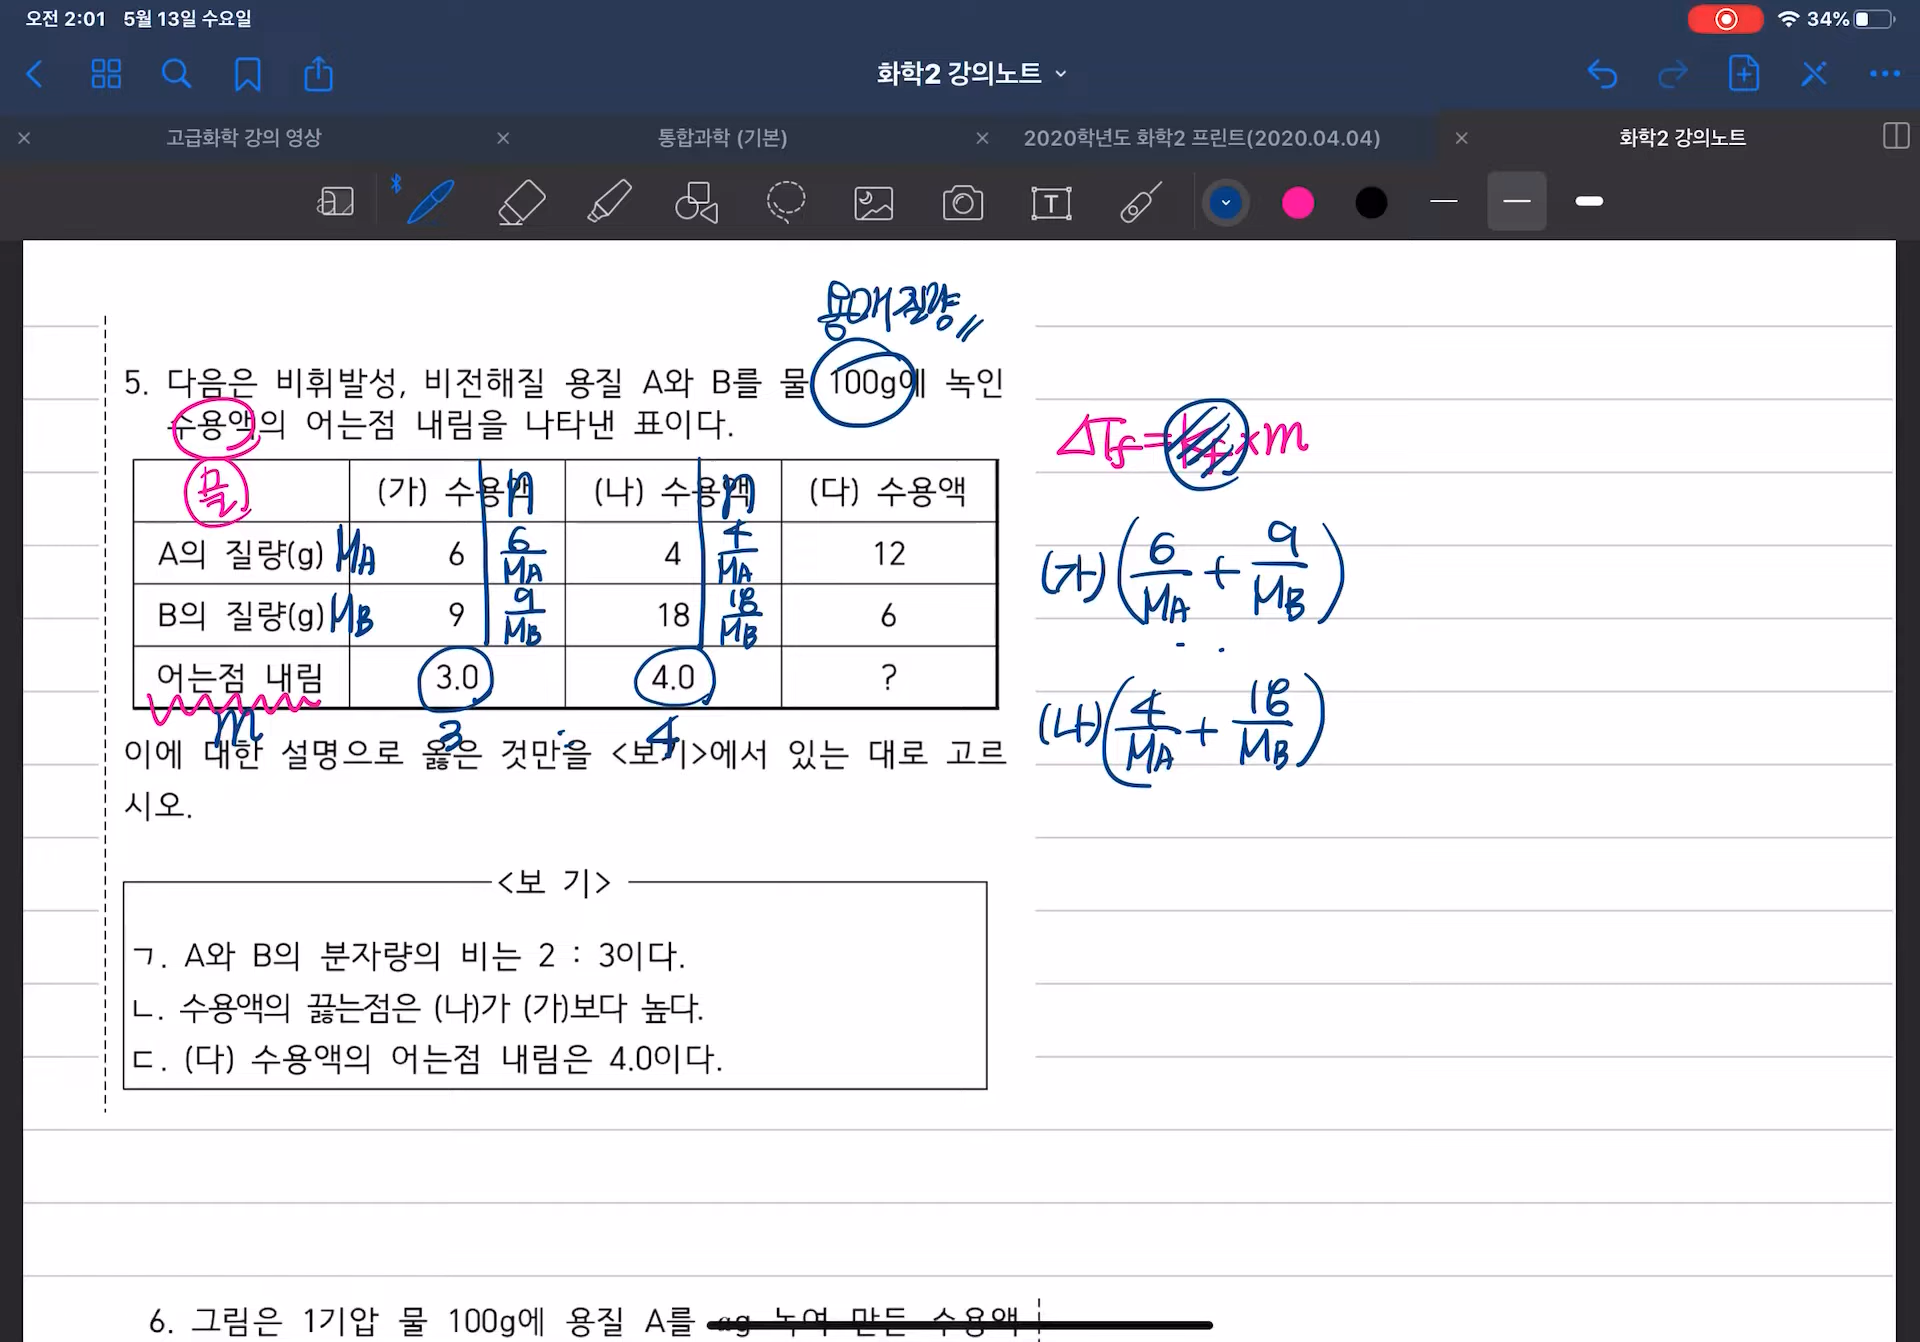 오전 2:01 5월 13일 수요일 34%
화학2 강의노트
고급화학 강의 영상 통합과학 (기본) 2020학년도 화학2 프린트(2020.04.04) 화학2 강의노트
용매질량
5. 다음은 비휘발성, 비전해질 용질 A와 B를 물 100g에 녹인
수용액의 어는점 내림을 나타낸 표이다.
물 (가) 수용액 n (나) 수용액 n (다) 수용액
A의 질량(g) MA 6 6/MA 4 4/MA 12
B의 질량(g) MB 9 9/MB 18 18/MB 6
어는점 내림 3.0 4.0 ?
m 3 : 4
이에 대한 설명으로 옳은 것만을 <보기>에서 있는 대로 고르
시오.
<보 기>
ㄱ. A와 B의 분자량의 비는 2 : 3이다.
ㄴ. 수용액의 끓는점은 (나)가 (가)보다 높다.
ㄷ. (다) 수용액의 어는점 내림은 4.0이다.
ΔTf=kf×m
(가) (6/MA + 9/MB)
(나) (4/MA + 18/MB)
6. 그림은 1기압 물 100g에 용질 A를 ag 녹여 만든 수용액